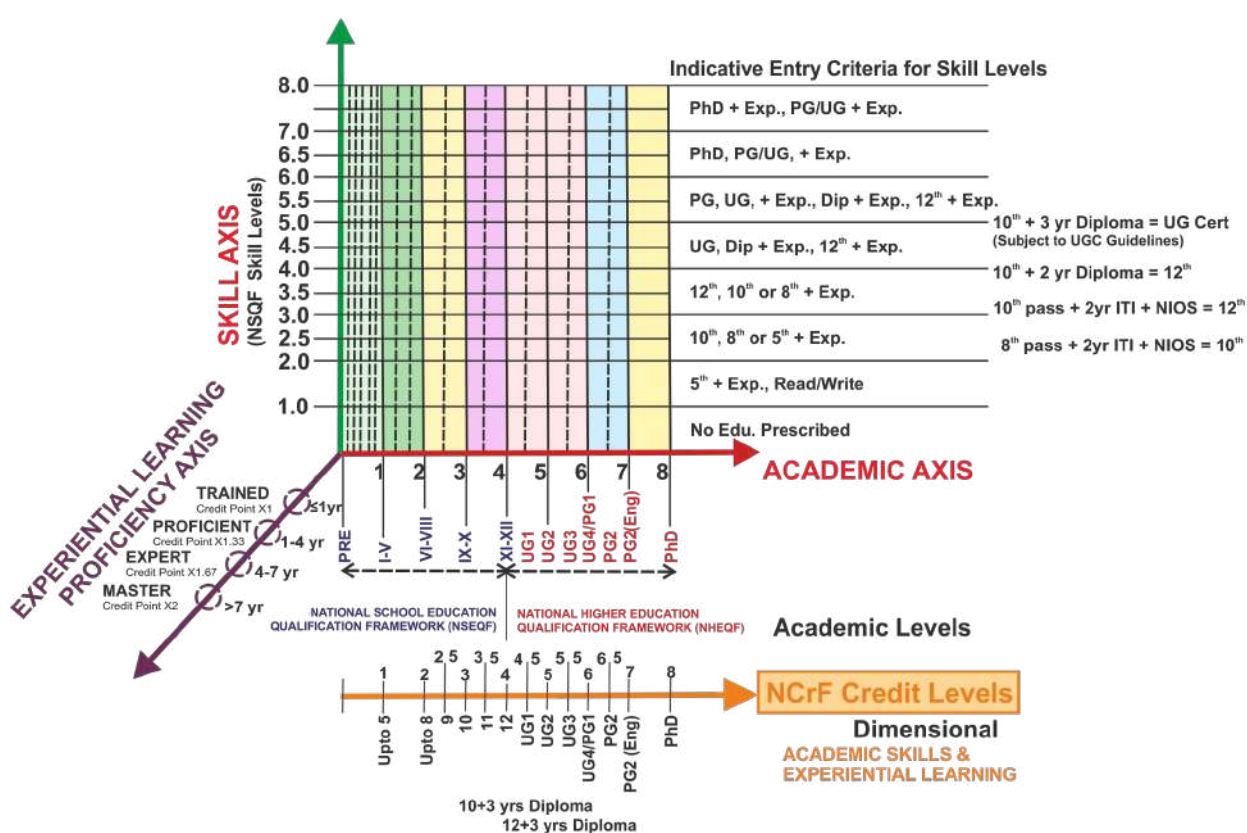 Indicative Entry Criteria for Skill Levels
8.0
PhD + Exp., PG/UG + Exp.
7.0
6.5
PhD, PG/UG, + Exp.
6.0
5.5
PG, UG, + Exp., Dip + Exp., 12th + Exp.
5.0
10th + 3 yr Diploma = UG Cert
(Subject to UGC Guidelines)
4.5
UG, Dip + Exp., 12th + Exp.
4.0
10th + 2 yr Diploma = 12th
3.5
12th, 10th or 8th + Exp.
10th pass + 2yr ITI + NIOS = 12th
3.0
2.5
10th, 8th or 5th + Exp.
8th pass + 2yr ITI + NIOS = 10th
2.0
5th + Exp., Read/Write
1.0
No Edu. Prescribed
SKILL AXIS
(NSQF Skill Levels)
ACADEMIC AXIS
1 2 3 4 5 6 7 8
PRE
I-V
VI-VIII
IX-X
XI-XII
UG1
UG2
UG3
UG4/PG1
PG2
PG2(Eng)
PhD
EXPERIENTIAL LEARNING
PROFICIENCY AXIS
TRAINED
Credit Point X1
≤1yr
PROFICIENT
Credit Point X1.33
1-4 yr
EXPERT
Credit Point X1.67
4-7 yr
MASTER
Credit Point X2
>7 yr
NATIONAL SCHOOL EDUCATION
QUALIFICATION FRAMEWORK (NSEQF)
NATIONAL HIGHER EDUCATION
QUALIFICATION FRAMEWORK (NHEQF)
Academic Levels
2 5 3 5 4 5 5 5 6 5
1 2 3 4 5 6 7 8
NCrF Credit Levels
Upto 5
Upto 8
9
10
11
12
UG1
UG2
UG3
UG4/PG1
PG2
PG2 (Eng)
PhD
Dimensional
ACADEMIC SKILLS &
EXPERIENTIAL LEARNING
10+3 yrs Diploma
12+3 yrs Diploma